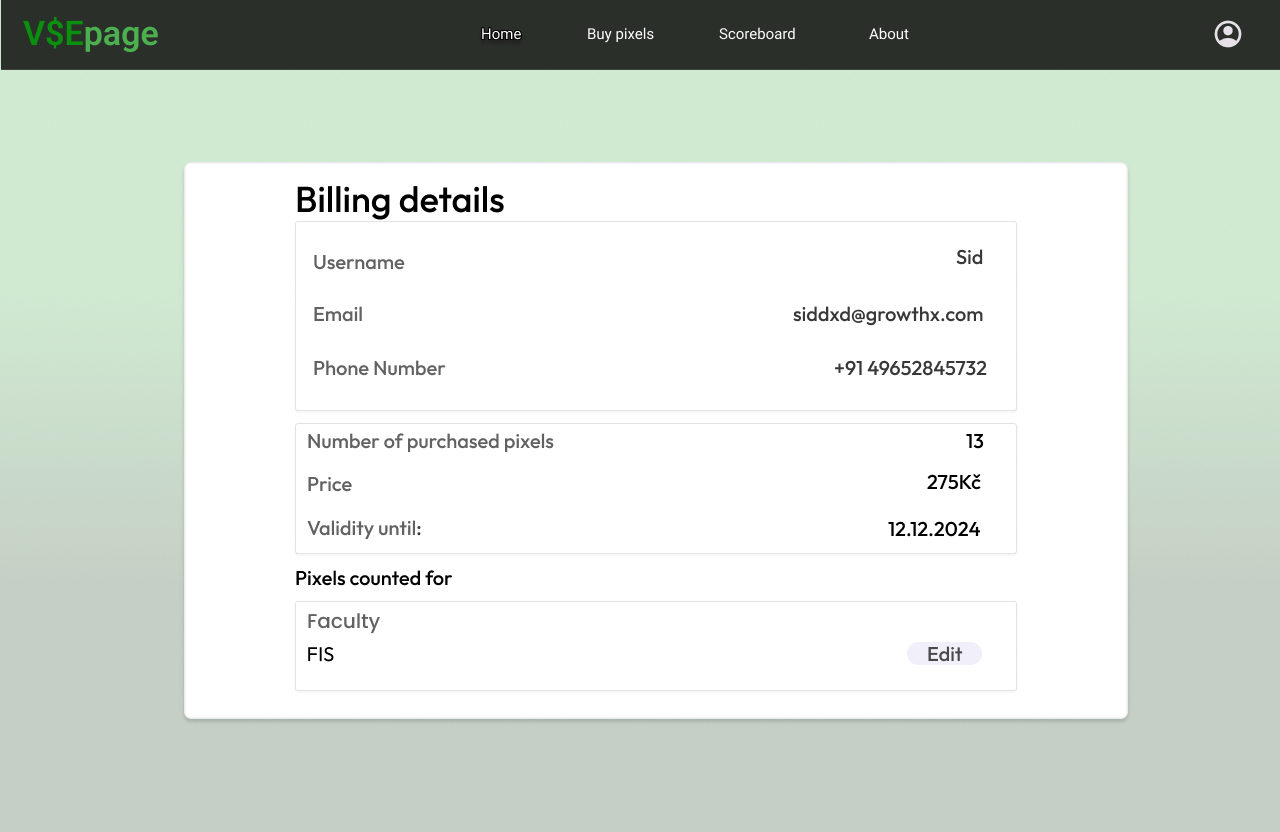 V$Epage Home Buy pixels Scoreboard About
Billing details
Username Sid
Email siddxd@growthx.com
Phone Number +91 49652845732
Number of purchased pixels 13
Price 275Kč
Validity until: 12.12.2024
Pixels counted for
Faculty
FIS Edit